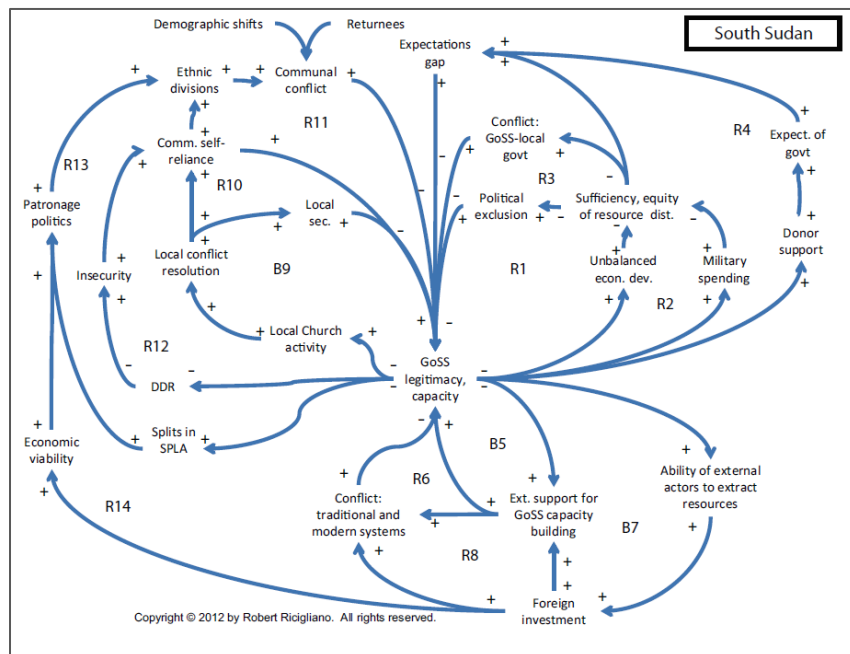 South Sudan
Demographic shifts
Returnees
Expectations
gap
Ethnic
divisions
Communal
conflict
R11
Conflict:
GoSS-local
govt
R4
Expect. of
govt
Comm. self-
reliance
R13
R10
R3
Patronage
politics
Local
sec.
Political
exclusion
Sufficiency, equity
of resource dist.
Donor
support
Insecurity
Local conflict
resolution
B9
R1
Unbalanced
econ. dev.
Military
spending
R2
R12
Local Church
activity
GoSS
legitimacy,
capacity
DDR
Economic
viability
Splits in
SPLA
B5
R6
Ability of external
actors to extract
resources
R14
Conflict:
traditional and
modern systems
Ext. support for
GoSS capacity
building
B7
R8
Foreign
investment
Copyright © 2012 by Robert Ricigliano. All rights reserved.